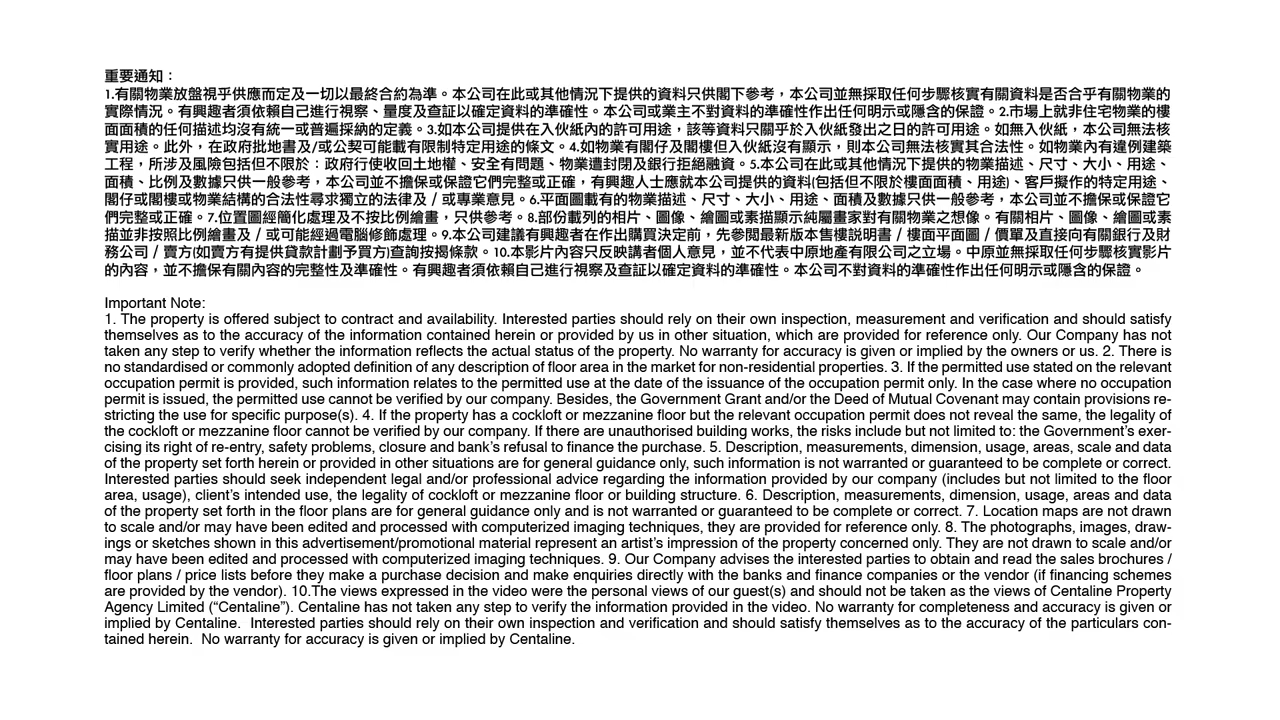 重要通知：
1.有關物業放盤視乎供應而定及一切以最終合約為準。本公司在此或其他情況下提供的資料只供閣下參考，本公司並無採取任何步驟核實有關資料是否合乎有關物業的
實際情況。有興趣者須依賴自己進行視察、量度及查証以確定資料的準確性。本公司或業主不對資料的準確性作出任何明示或隱含的保證。2.市場上就非住宅物業的樓
面面積的任何描述均沒有統一或普遍採納的定義。3.如本公司提供在入伙紙內的許可用途，該等資料只關乎於入伙紙發出之日的許可用途。如無入伙紙，本公司無法核
實用途。此外，在政府批地書及/或公契可能載有限制特定用途的條文。4.如物業有閣仔及閣樓但入伙紙沒有顯示，則本公司無法核實其合法性。如物業內有違例建築
工程，所涉及風險包括但不限於：政府行使收回土地權、安全有問題、物業遭封閉及銀行拒絕融資。5.本公司在此或其他情況下提供的物業描述、尺寸、大小、用途、
面積、比例及數據只供一般參考，本公司並不擔保或保證它們完整或正確，有興趣人士應就本公司提供的資料(包括但不限於樓面面積、用途)、客戶擬作的特定用途、
閣仔或閣樓或物業結構的合法性尋求獨立的法律及 / 或專業意見。6.平面圖載有的物業描述、尺寸、大小、用途、面積及數據只供一般參考，本公司並不擔保或保證它
們完整或正確。7.位置圖經簡化處理及不按比例繪畫，只供參考。8.部份載列的相片、圖像、繪圖或素描顯示純屬畫家對有關物業之想像。有關相片、圖像、繪圖或素
描並非按照比例繪畫及 / 或可能經過電腦修飾處理。9.本公司建議有興趣者在作出購買決定前，先參閱最新版本售樓説明書 / 樓面平面圖 / 價單及直接向有關銀行及財
務公司 / 賣方(如賣方有提供貸款計劃予買方)查詢按揭條款。10.本影片內容只反映講者個人意見，並不代表中原地產有限公司之立場。中原並無採取任何步驟核實影片
的內容，並不擔保有關內容的完整性及準確性。有興趣者須依賴自己進行視察及查証以確定資料的準確性。本公司不對資料的準確性作出任何明示或隱含的保證。
Important Note:
1. The property is offered subject to contract and availability. Interested parties should rely on their own inspection, measurement and verification and should satisfy
themselves as to the accuracy of the information contained herein or provided by us in other situation, which are provided for reference only. Our Company has not
taken any step to verify whether the information reflects the actual status of the property. No warranty for accuracy is given or implied by the owners or us. 2. There is
no standardised or commonly adopted definition of any description of floor area in the market for non-residential properties. 3. If the permitted use stated on the relevant
occupation permit is provided, such information relates to the permitted use at the date of the issuance of the occupation permit only. In the case where no occupation
permit is issued, the permitted use cannot be verified by our company. Besides, the Government Grant and/or the Deed of Mutual Covenant may contain provisions re-
stricting the use for specific purpose(s). 4. If the property has a cockloft or mezzanine floor but the relevant occupation permit does not reveal the same, the legality of
the cockloft or mezzanine floor cannot be verified by our company. If there are unauthorised building works, the risks include but not limited to: the Government’s exer-
cising its right of re-entry, safety problems, closure and bank’s refusal to finance the purchase. 5. Description, measurements, dimension, usage, areas, scale and data
of the property set forth herein or provided in other situations are for general guidance only, such information is not warranted or guaranteed to be complete or correct.
Interested parties should seek independent legal and/or professional advice regarding the information provided by our company (includes but not limited to the floor
area, usage), client’s intended use, the legality of cockloft or mezzanine floor or building structure. 6. Description, measurements, dimension, usage, areas and data
of the property set forth in the floor plans are for general guidance only and is not warranted or guaranteed to be complete or correct. 7. Location maps are not drawn
to scale and/or may have been edited and processed with computerized imaging techniques, they are provided for reference only. 8. The photographs, images, draw-
ings or sketches shown in this advertisement/promotional material represent an artist’s impression of the property concerned only. They are not drawn to scale and/or
may have been edited and processed with computerized imaging techniques. 9. Our Company advises the interested parties to obtain and read the sales brochures /
floor plans / price lists before they make a purchase decision and make enquiries directly with the banks and finance companies or the vendor (if financing schemes
are provided by the vendor). 10.The views expressed in the video were the personal views of our guest(s) and should not be taken as the views of Centaline Property
Agency Limited (“Centaline”). Centaline has not taken any step to verify the information provided in the video. No warranty for completeness and accuracy is given or
implied by Centaline.  Interested parties should rely on their own inspection and verification and should satisfy themselves as to the accuracy of the particulars con-
tained herein.  No warranty for accuracy is given or implied by Centaline.